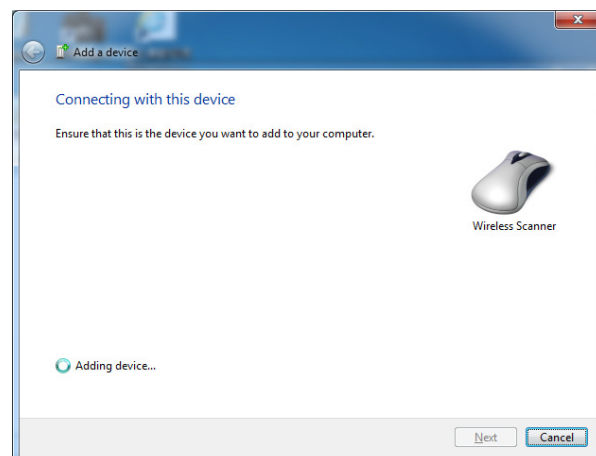 Add a device
Connecting with this device
Ensure that this is the device you want to add to your computer.
Wireless Scanner
Adding device...
Next
Cancel